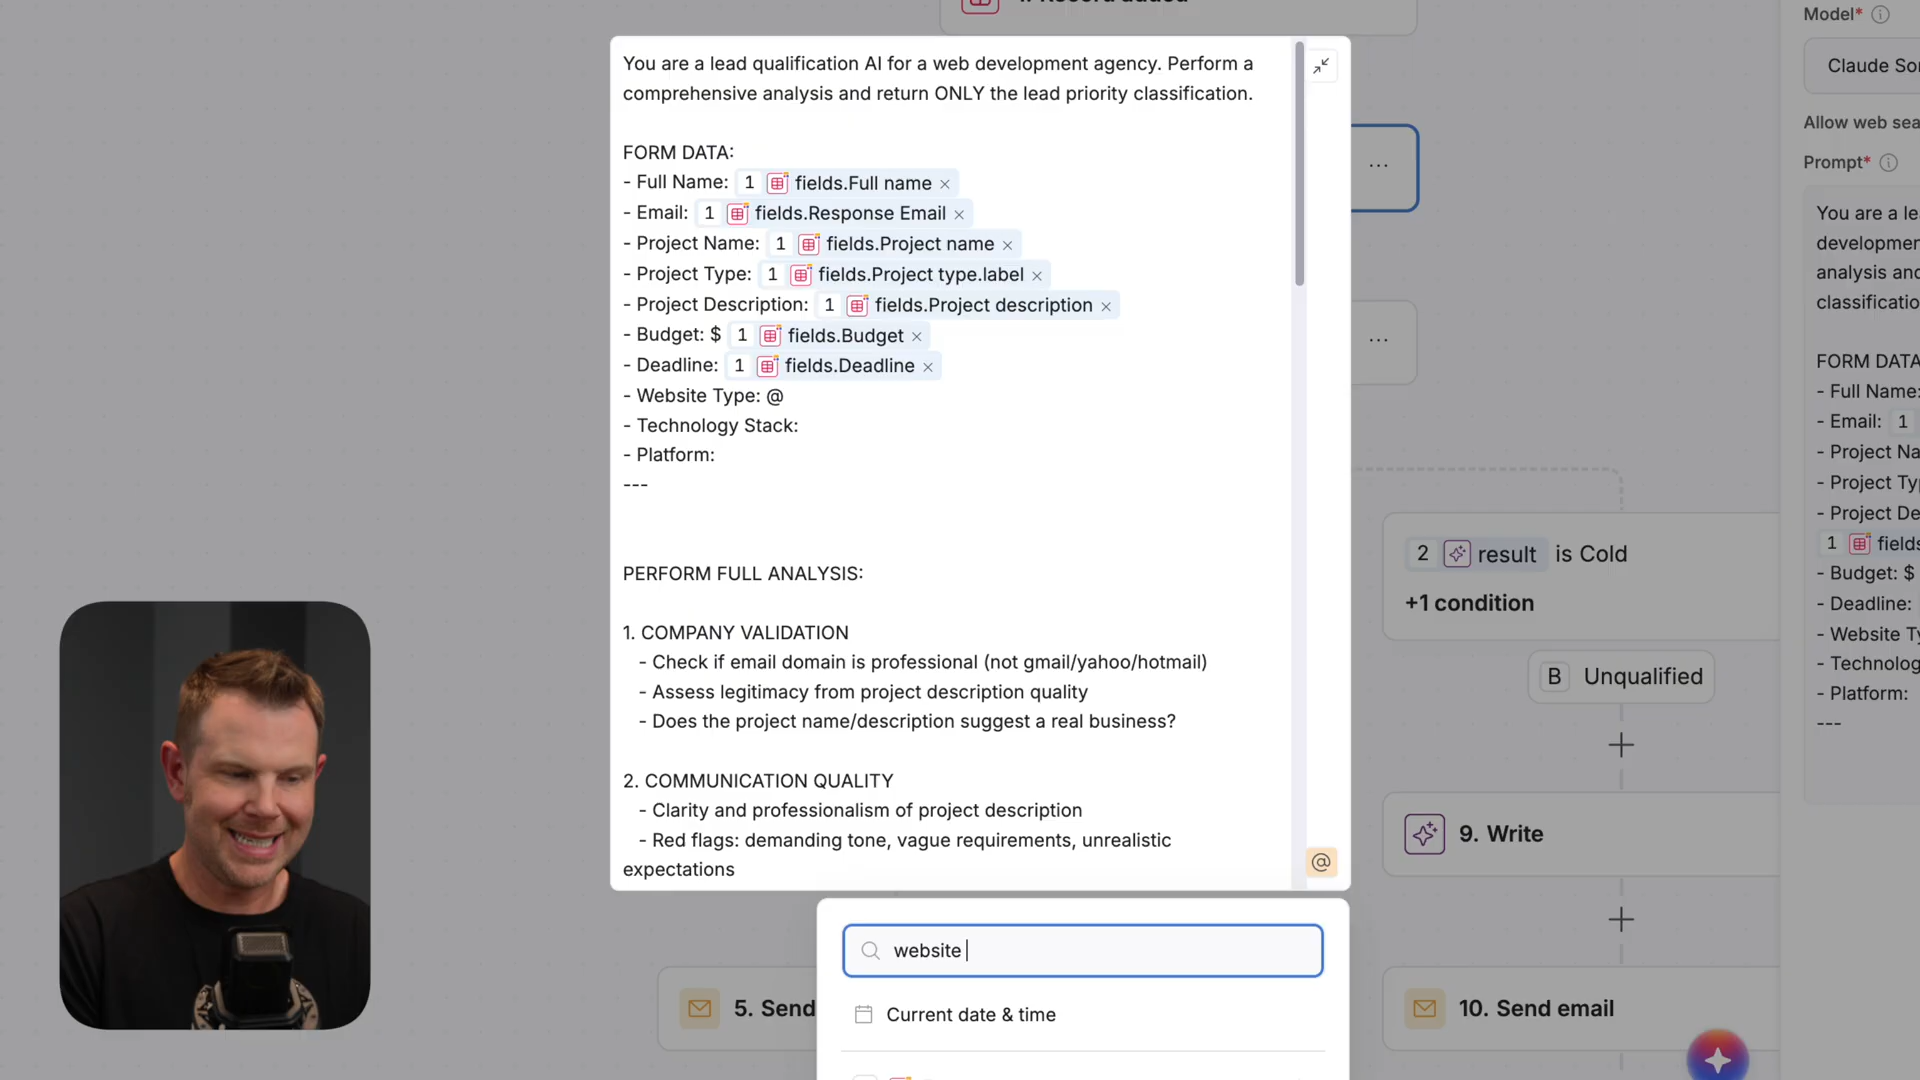 You are a lead qualification AI for a web development agency. Perform a
comprehensive analysis and return ONLY the lead priority classification.
FORM DATA:
- Full Name: 1 fields.Full name ×
- Email: 1 fields.Response Email ×
- Project Name: 1 fields.Project name ×
- Project Type: 1 fields.Project type.label ×
- Project Description: 1 fields.Project description ×
- Budget: $ 1 fields.Budget ×
- Deadline: 1 fields.Deadline ×
- Website Type: @
- Technology Stack:
- Platform:
---
PERFORM FULL ANALYSIS:
1. COMPANY VALIDATION
- Check if email domain is professional (not gmail/yahoo/hotmail)
- Assess legitimacy from project description quality
- Does the project name/description suggest a real business?
2. COMMUNICATION QUALITY
- Clarity and professionalism of project description
- Red flags: demanding tone, vague requirements, unrealistic
expectations
@
website
Current date & time
5. Send
...
...
2 result is Cold
+1 condition
B Unqualified
9. Write
10. Send email
Model*
Claude So
Allow web sea
Prompt*
You are a le
developmen
analysis and
classificatio
FORM DATA
- Full Name:
- Email: 1
- Project Na
- Project Ty
- Project De
1 fields
- Budget: $
- Deadline:
- Website Ty
- Technolog
- Platform:
---